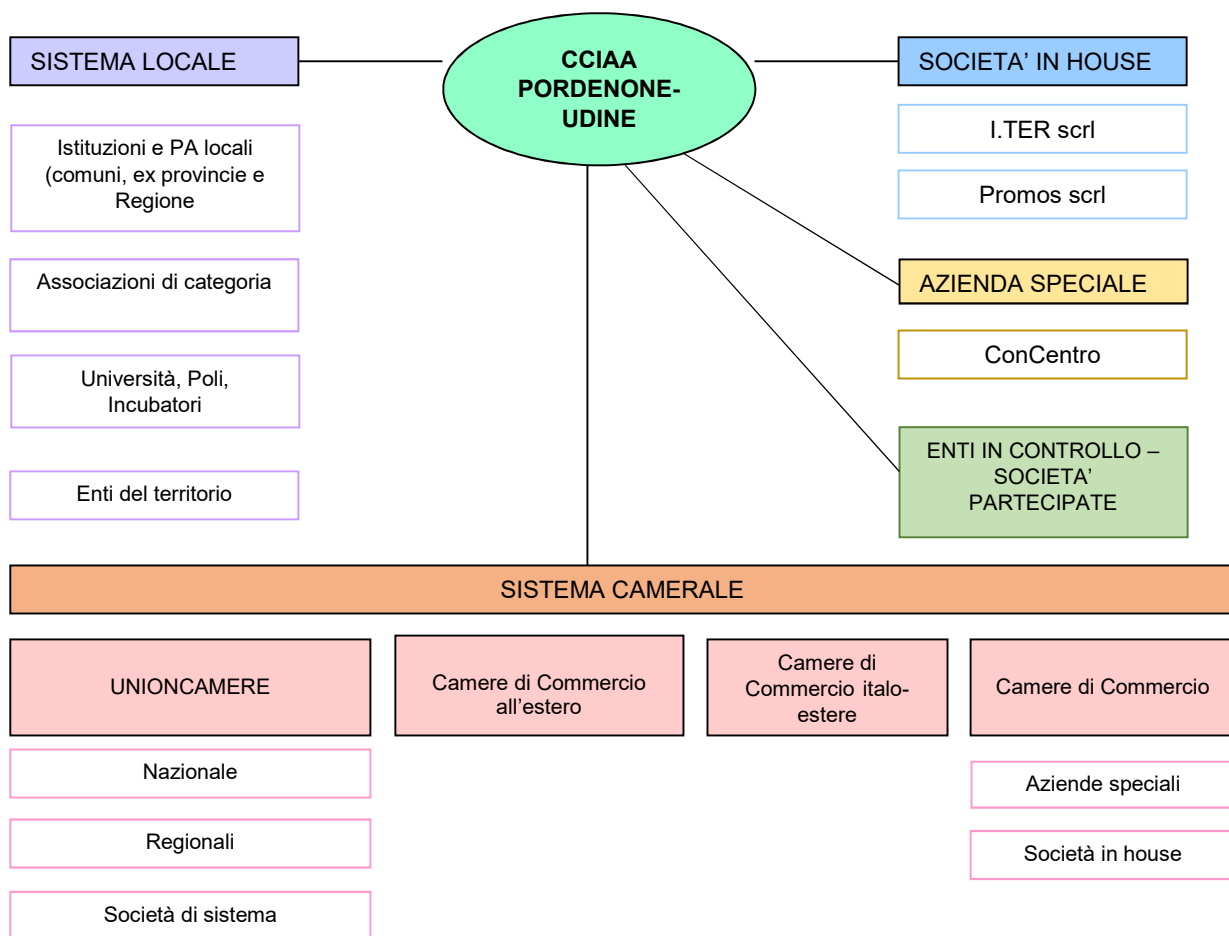 SISTEMA LOCALE
CCIAA
PORDENONE-
UDINE
SOCIETA’ IN HOUSE
Istituzioni e PA locali
(comuni, ex provincie e
Regione
I.TER scrl
Promos scrl
Associazioni di categoria
AZIENDA SPECIALE
ConCentro
Università, Poli,
Incubatori
ENTI IN CONTROLLO –
SOCIETA’
PARTECIPATE
Enti del territorio
SISTEMA CAMERALE
UNIONCAMERE
Camere di Commercio
all’estero
Camere di
Commercio italo-
estere
Camere di Commercio
Nazionale
Regionali
Società di sistema
Aziende speciali
Società in house